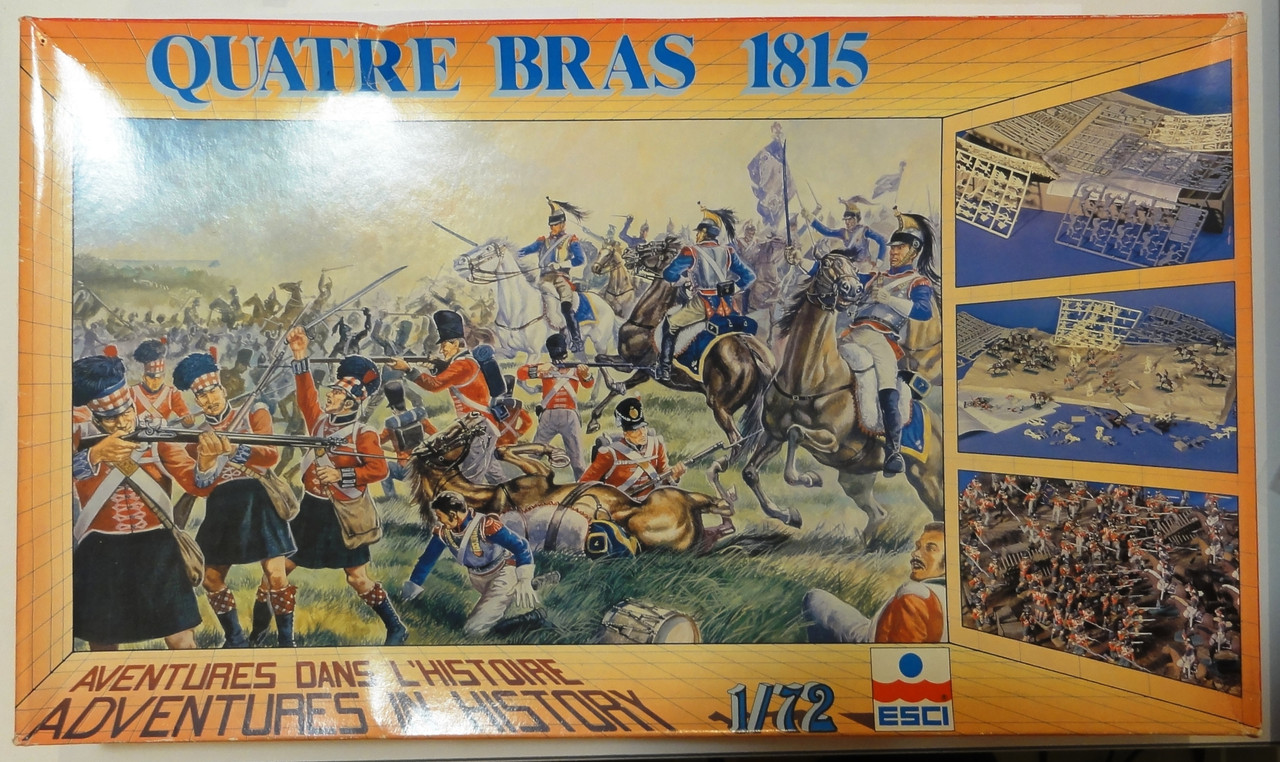 QUATRE BRAS 1815
AVENTURES DANS L'HISTOIRE
ADVENTURES IN HISTORY
1/72
ESCI